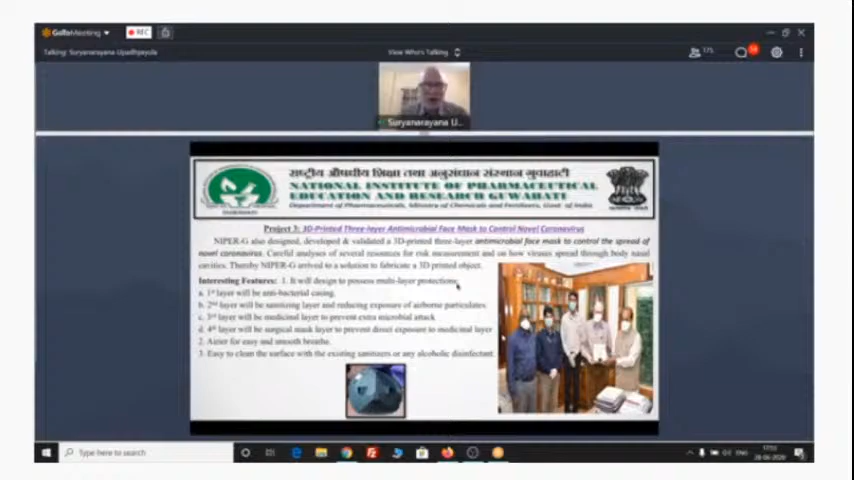 GoToMeeting
REC
Talking: Suryanarayana Upadhyayula
View Who's Talking
175
Suryanarayana U...
राष्ट्रीय औषधीय शिक्षा तथा अनुसंधान संस्थान गुवाहाटी
NATIONAL INSTITUTE OF PHARMACEUTICAL
EDUCATION AND RESEARCH GUWAHATI
Department of Pharmaceuticals, Ministry of Chemicals and Fertilizers, Govt. of India
Project 3: 3D-Printed Three-layer Antimicrobial Face Mask to Control Novel Coronavirus
NIPER-G also designed, developed & validated a 3D-printed three-layer antimicrobial face mask to control the spread of
novel coronavirus. Careful analyses of several resources for risk measurement and on how viruses spread through body nasal
cavities. Thereby NIPER-G arrived to a solution to fabricate a 3D printed object.
Interesting Features: 1. It will design to possess multi-layer protections;
a. 1st layer will be anti-bacterial casing.
b. 2nd layer will be sanitizing layer and reducing exposure of airborne particulates.
c. 3rd layer will be medicinal layer to prevent extra microbial attack
d. 4th layer will be surgical mask layer to prevent direct exposure to medicinal layer
2. Airier for easy and smooth breathe.
3. Easy to clean the surface with the existing sanitizers or any alcoholic disinfectant
Type here to search
ENG
28-06-2020